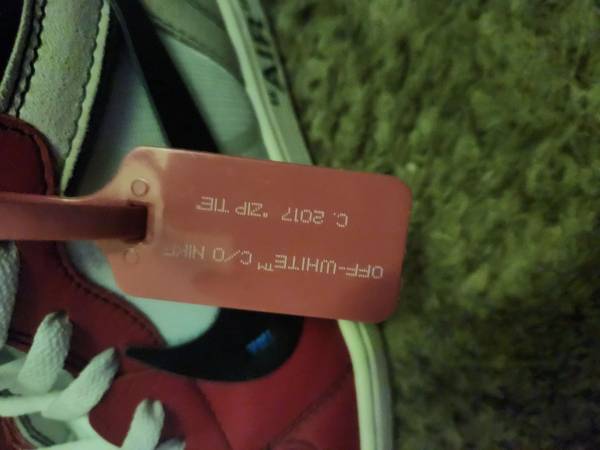 OFF-WHITE™ C/O NIKE
C. 2017 "ZIP TIE"